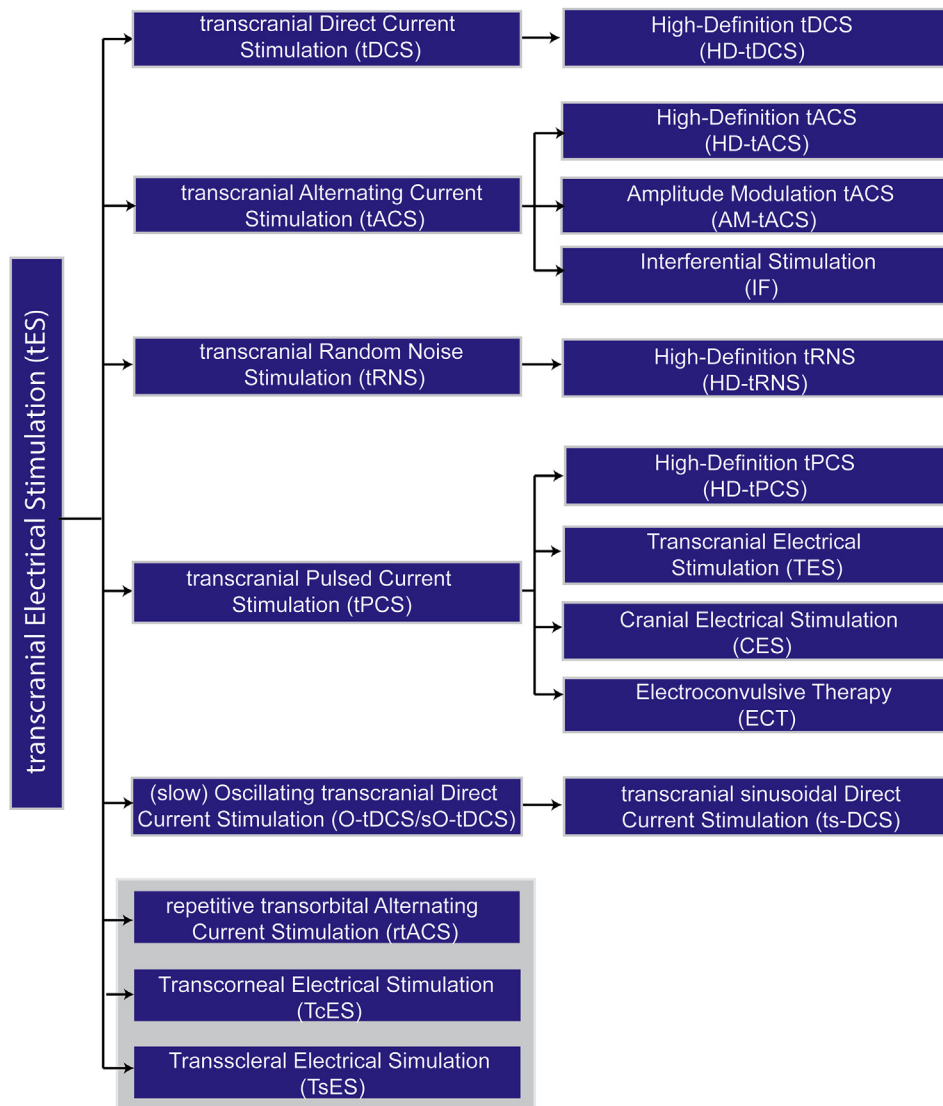 transcranial Electrical Stimulation (tES)
transcranial Direct Current
Stimulation (tDCS)
High-Definition tDCS
(HD-tDCS)
transcranial Alternating Current
Stimulation (tACS)
High-Definition tACS
(HD-tACS)
Amplitude Modulation tACS
(AM-tACS)
Interferential Stimulation
(IF)
transcranial Random Noise
Stimulation (tRNS)
High-Definition tRNS
(HD-tRNS)
transcranial Pulsed Current
Stimulation (tPCS)
High-Definition tPCS
(HD-tPCS)
Transcranial Electrical
Stimulation (TES)
Cranial Electrical Stimulation
(CES)
Electroconvulsive Therapy
(ECT)
(slow) Oscillating transcranial Direct
Current Stimulation (O-tDCS/sO-tDCS)
transcranial sinusoidal Direct
Current Stimulation (ts-DCS)
repetitive transorbital Alternating
Current Stimulation (rtACS)
Transcorneal Electrical Stimulation
(TcES)
Transscleral Electrical Simulation
(TsES)